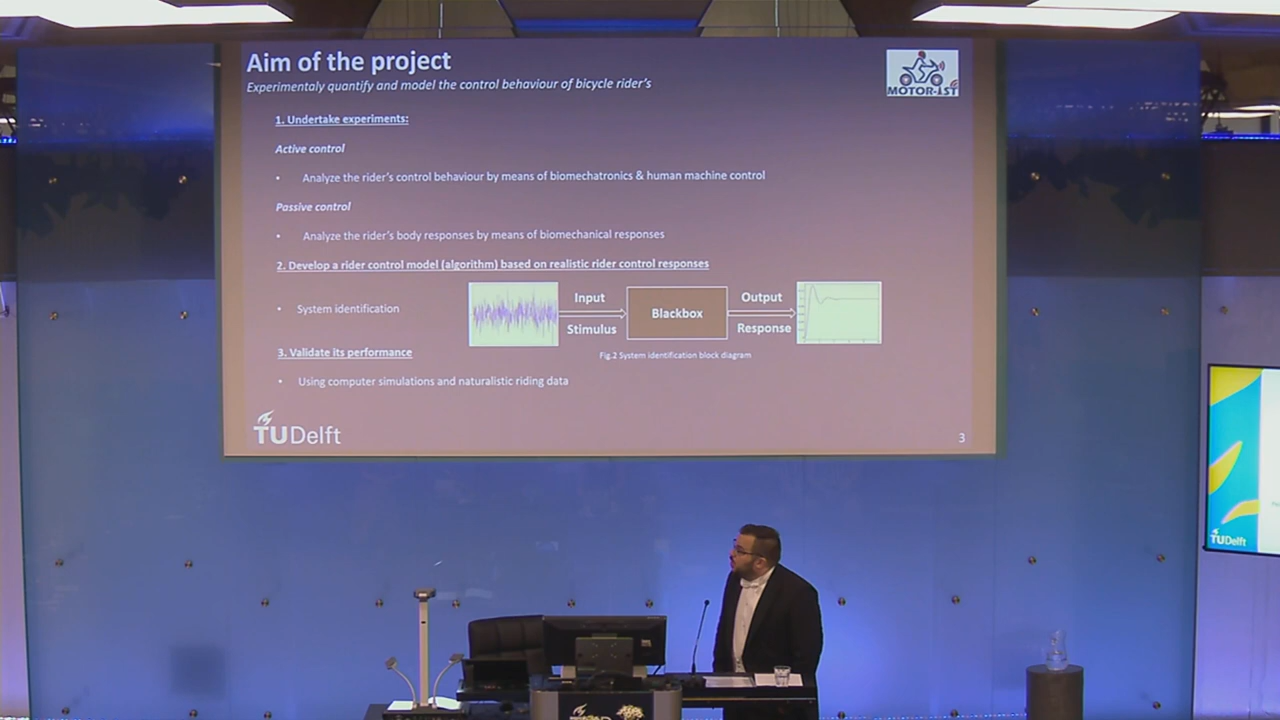 Aim of the project
Experimentaly quantify and model the control behaviour of bicycle rider's
MOTOR-IST
1. Undertake experiments:
Active control
• Analyze the rider's control behaviour by means of biomechatronics & human machine control
Passive control
• Analyze the rider's body responses by means of biomechanical responses
2. Develop a rider control model (algorithm) based on realistic rider control responses
• System identification
Input
Stimulus
Blackbox
Output
Response
Fig.2 System identification block diagram
3. Validate its performance
• Using computer simulations and naturalistic riding data
TUDelft
3
TUDelft